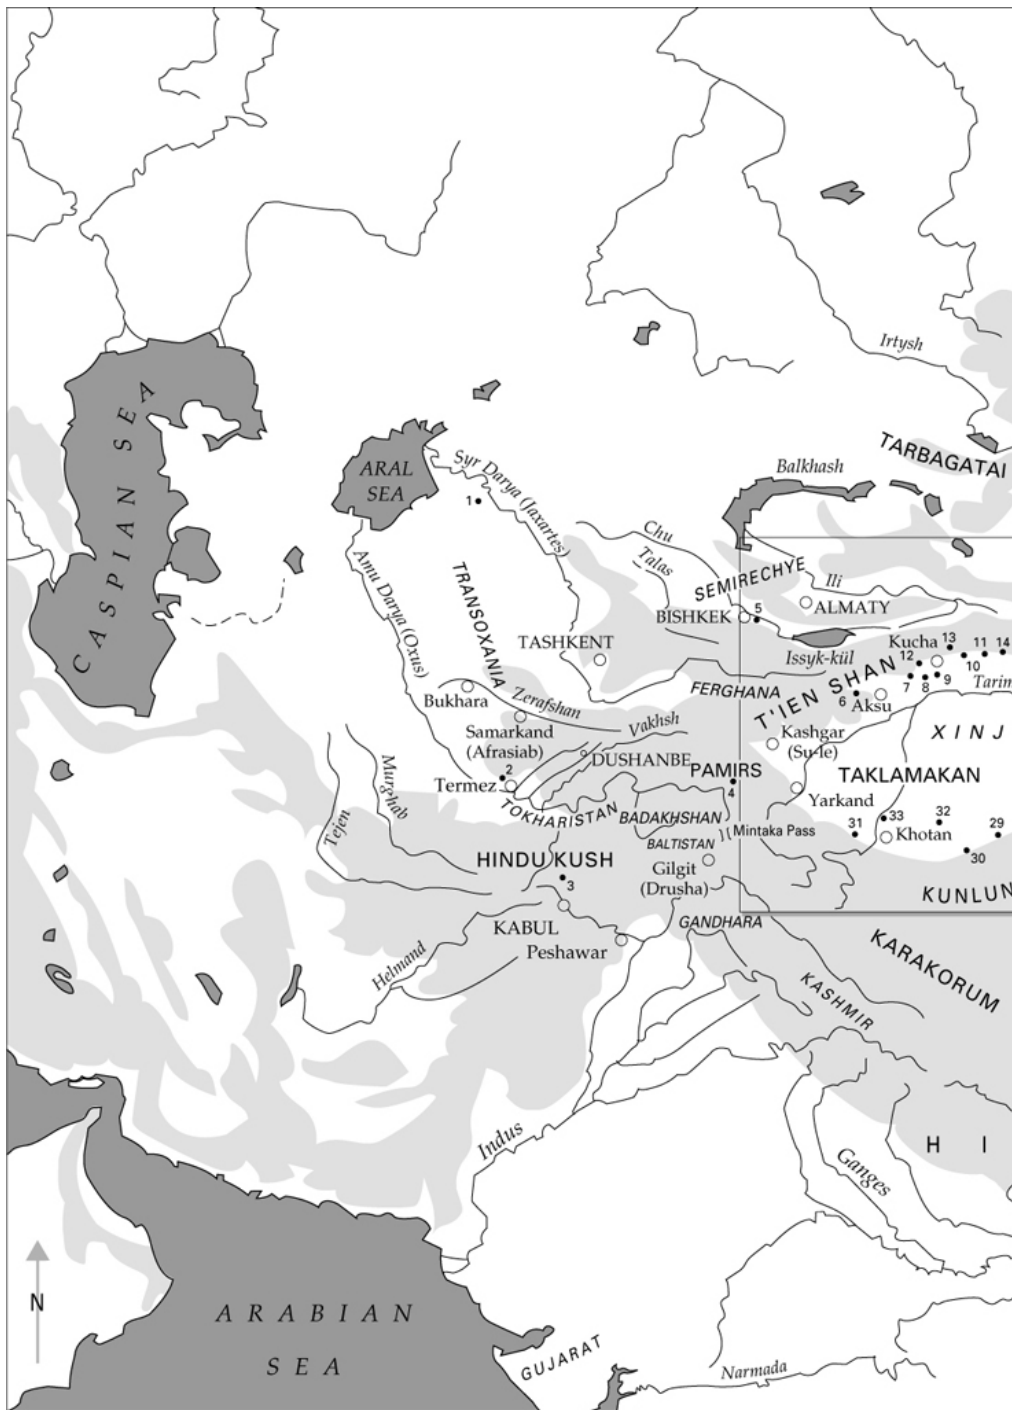 Irtysh
CASPIAN SEA
TARBAGATAI
Balkhash
ARAL
SEA
Syr Darya (Jaxartes)
1
Chu
Talas
SEMIRECHYE
Ili
ALMATY
Amu Darya (Oxus)
TRANSOXANIA
BISHKEK
5
TASHKENT
Issyk-kül
Kucha
13
11
14
12
10
7
8
9
Tarim
FERGHANA
T'IEN SHAN
6
Aksu
Bukhara
Zerafshan
Samarkand
(Afrasiab)
Vakhsh
Kashgar
(Su-le)
XINJ
2
DUSHANBE
PAMIRS
4
TAKLAMAKAN
Termez
Murghab
Tejen
TOKHARISTAN
BADAKHSHAN
Yarkand
Mintaka Pass
31
33
32
29
Khotan
30
BALTISTAN
HINDU KUSH
3
Gilgit
(Drusha)
KUNLUN
KABUL
Peshawar
GANDHARA
Helmand
KARAKORUM
KASHMIR
Indus
H I
Ganges
N
ARABIAN
SEA
GUJARAT
Narmada